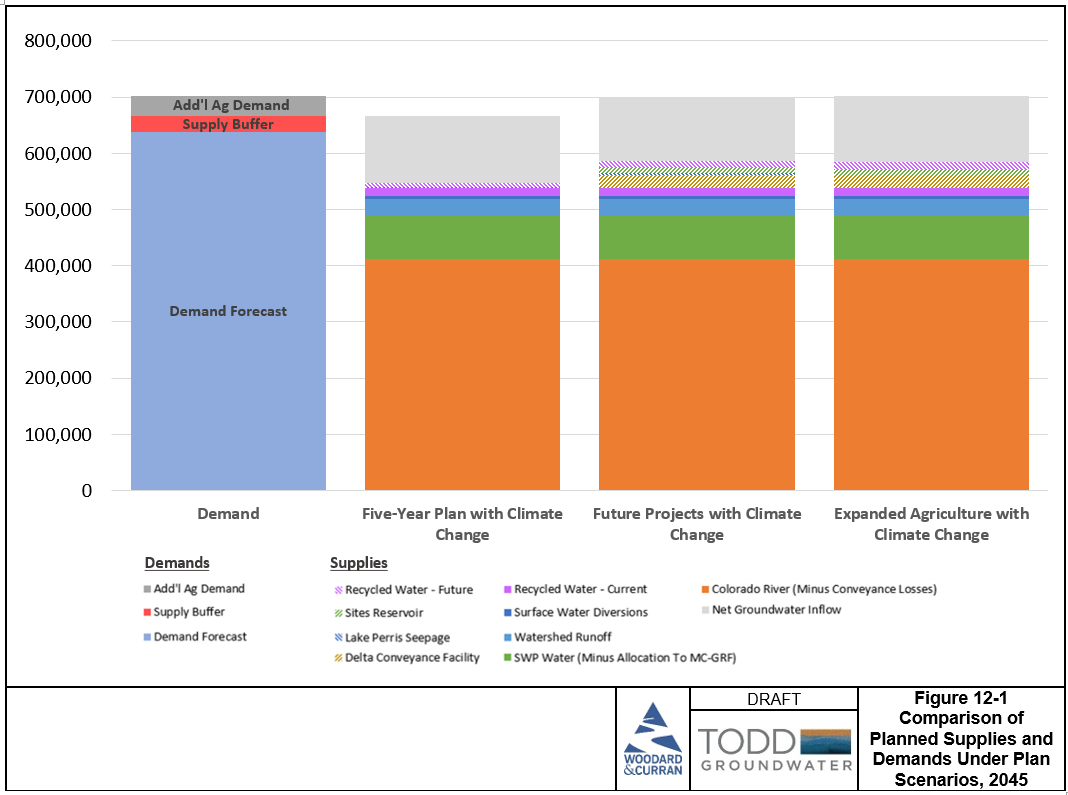 800,000
700,000
600,000
500,000
400,000
300,000
200,000
100,000
0
Add'l Ag Demand
Supply Buffer
Demand Forecast
Demand
Five-Year Plan with Climate
Change
Future Projects with Climate
Change
Expanded Agriculture with
Climate Change
Demands
Add'l Ag Demand
Supply Buffer
Demand Forecast
Supplies
Recycled Water - Future
Sites Reservoir
Lake Perris Seepage
Delta Conveyance Facility
Recycled Water - Current
Surface Water Diversions
Watershed Runoff
SWP Water (Minus Allocation To MC-GRF)
Colorado River (Minus Conveyance Losses)
Net Groundwater Inflow
WOODARD
&CURRAN
DRAFT
TODD
GROUNDWATER
Figure 12-1
Comparison of
Planned Supplies and
Demands Under Plan
Scenarios, 2045